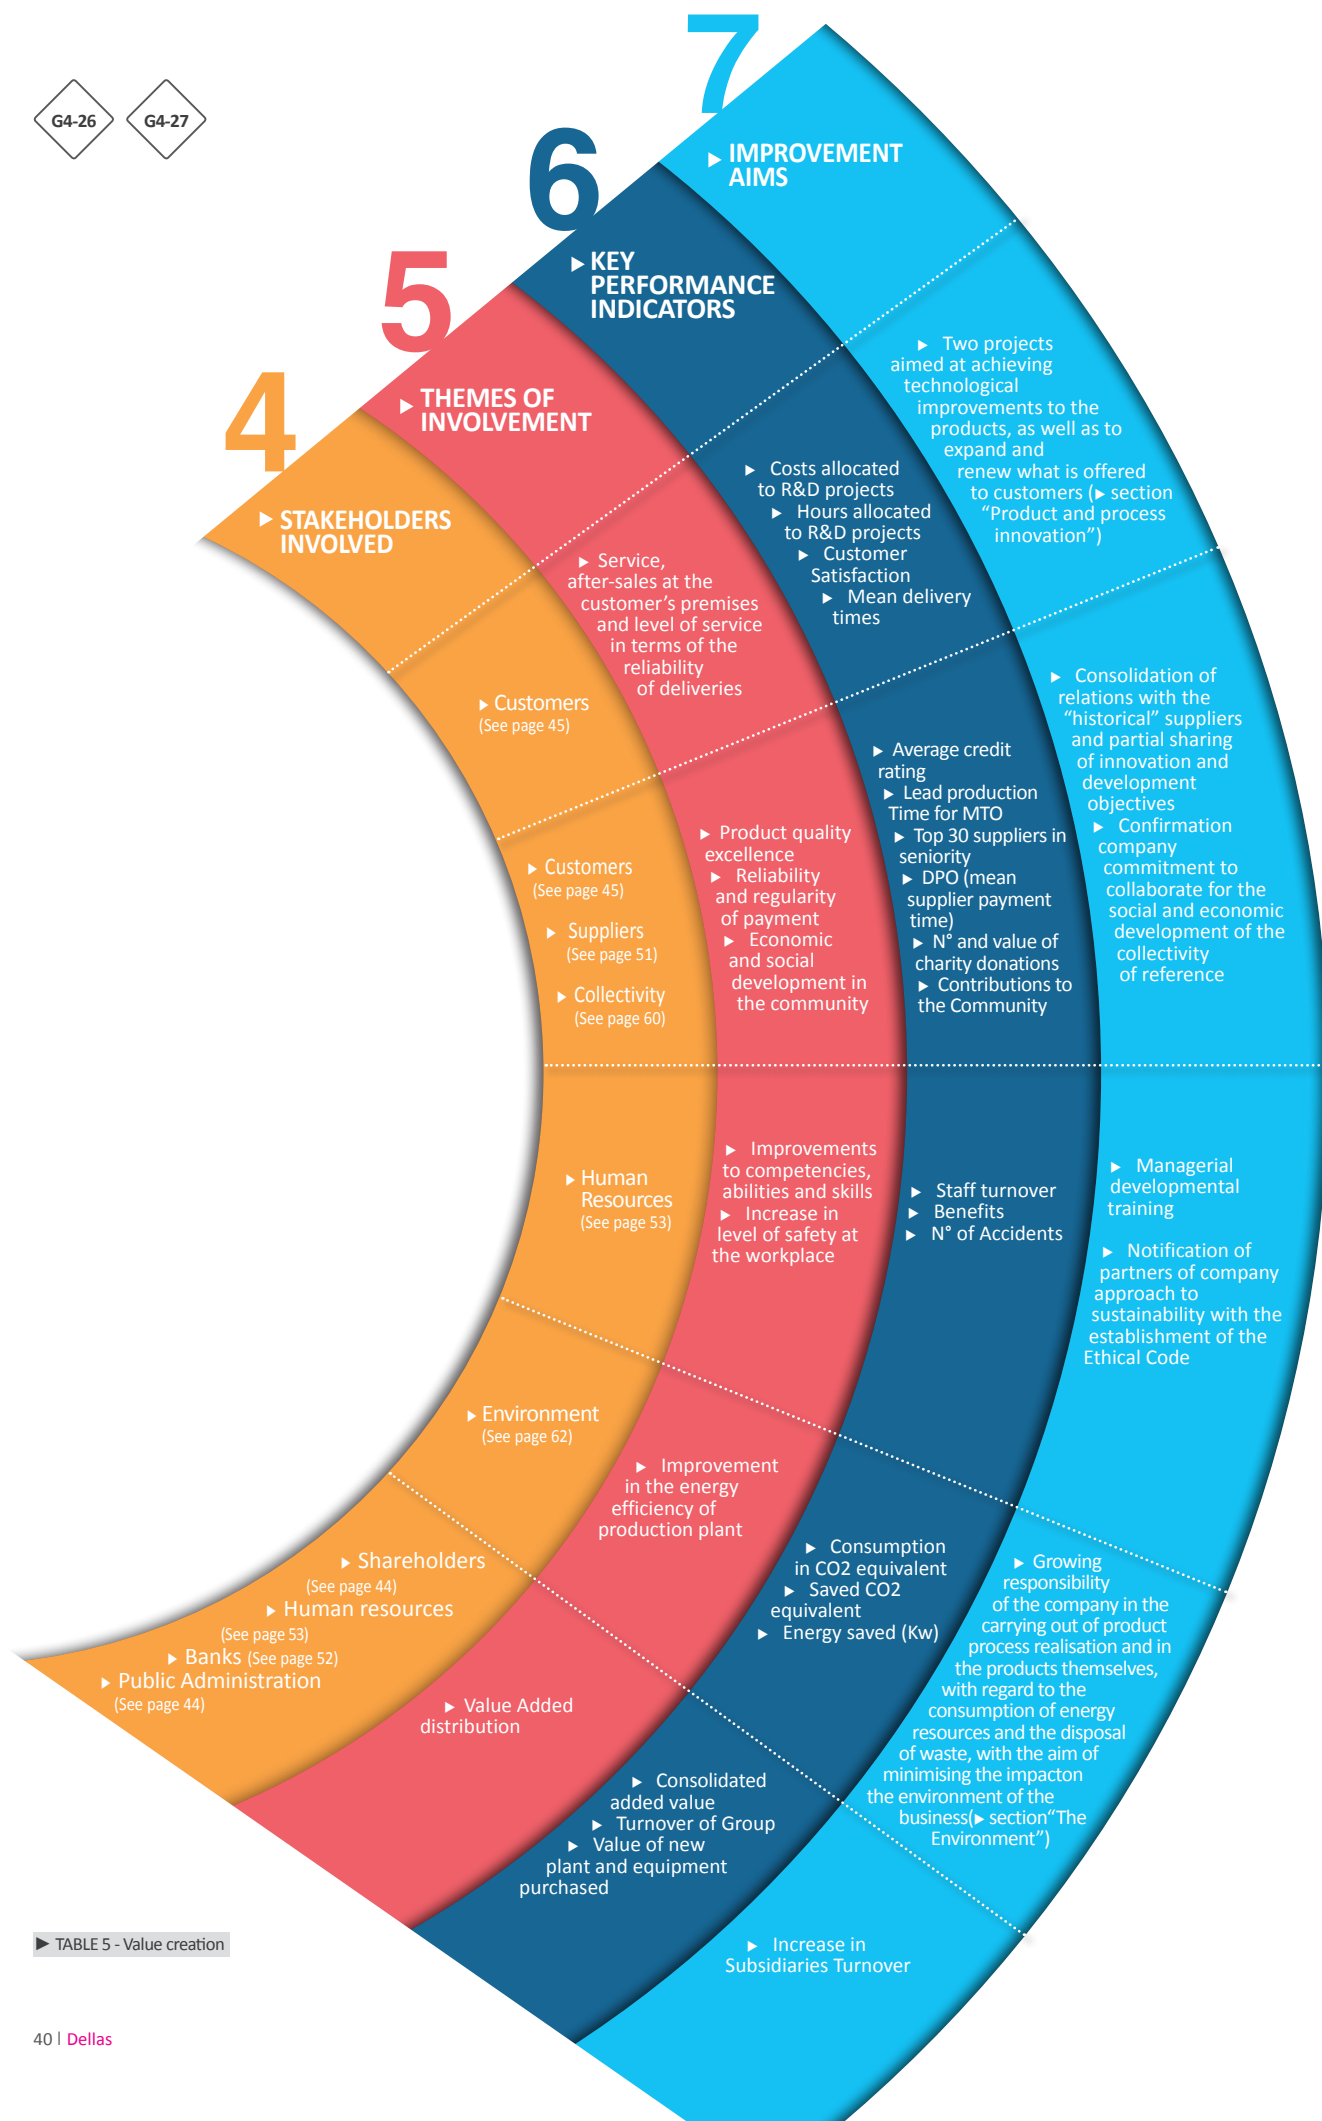 G4-26
G4-27
7
▶ IMPROVEMENT
AIMS
6
▶ KEY
PERFORMANCE
INDICATORS
5
▶ THEMES OF
INVOLVEMENT
4
▶ STAKEHOLDERS
INVOLVED
▶ Customers
(See page 45)
▶ Service,
after-sales at the
customer's premises
and level of service
in terms of the
reliability
of deliveries
▶ Costs allocated
to R&D projects
▶ Hours allocated
to R&D projects
▶ Customer
Satisfaction
▶ Mean delivery
times
▶ Two projects
aimed at achieving
technological
improvements to the
products, as well as to
expand and
renew what is offered
to customers (▶ section
“Product and process
innovation”)
▶ Customers
(See page 45)
▶ Suppliers
(See page 51)
▶ Collectivity
(See page 60)
▶ Product quality
excellence
▶ Reliability
and regularity
of payment
▶ Economic
and social
development in
the community
▶ Average credit
rating
▶ Lead production
Time for MTO
▶ Top 30 suppliers in
seniority
▶ DPO (mean
supplier payment
time)
▶ N° and value of
charity donations
▶ Contributions to
the Community
▶ Consolidation of
relations with the
“historical” suppliers
and partial sharing
of innovation and
development
objectives
▶ Confirmation
company
commitment to
collaborate for the
social and economic
development of the
collectivity
of reference
▶ Human
Resources
(See page 53)
▶ Improvements
to competencies,
abilities and skills
▶ Increase in
level of safety at
the workplace
▶ Staff turnover
▶ Benefits
▶ N° of Accidents
▶ Managerial
developmental
training
▶ Notification of
partners of company
approach to
sustainability with the
establishment of the
Ethical Code
▶ Environment
(See page 62)
▶ Improvement
in the energy
efficiency of
production plant
▶ Consumption
in CO2 equivalent
▶ Saved CO2
equivalent
▶ Energy saved (Kw)
▶ Growing
responsibility
of the company in the
carrying out of product
process realisation and in
the products themselves,
with regard to the
consumption of energy
resources and the disposal
of waste, with the aim of
minimising the impacton
the environment of the
business(▶ section“The
Environment”)
▶ Shareholders
(See page 44)
▶ Human resources
(See page 53)
▶ Banks (See page 52)
▶ Public Administration
(See page 44)
▶ Value Added
distribution
▶ Consolidated
added value
▶ Turnover of Group
▶ Value of new
plant and equipment
purchased
▶ Increase in
Subsidiaries Turnover
▶ TABLE 5 - Value creation
40 | Dellas